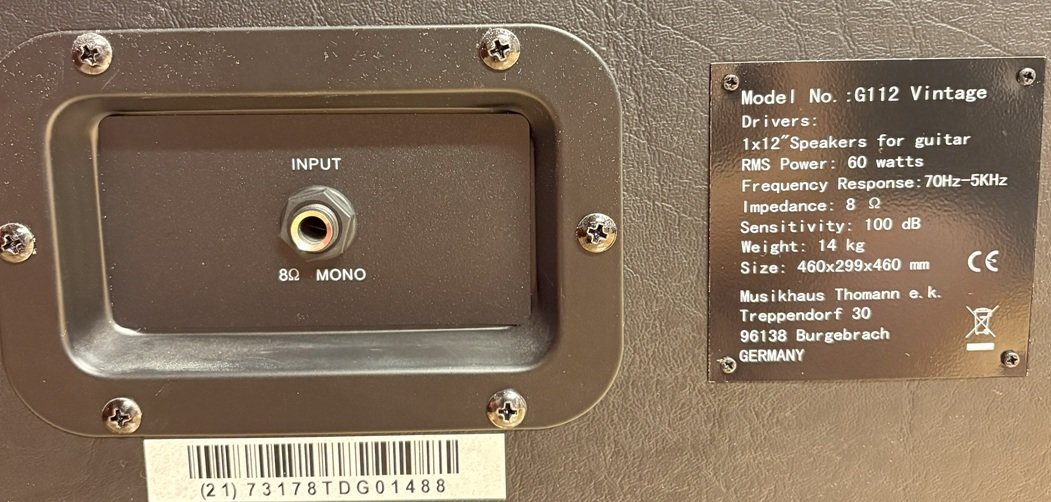 INPUT
8Ω MONO
Model No.:G112 Vintage
Drivers:
1x12"Speakers for guitar
RMS Power: 60 watts
Frequency Response:70Hz-5KHz
Impedance: 8 Ω
Sensitivity: 100 dB
Weight: 14 kg
Size: 460x299x460 mm
CE
Musikhaus Thomann e.k.
Treppendorf 30
96138 Burgebrach
GERMANY
(21) 73178TDG01488